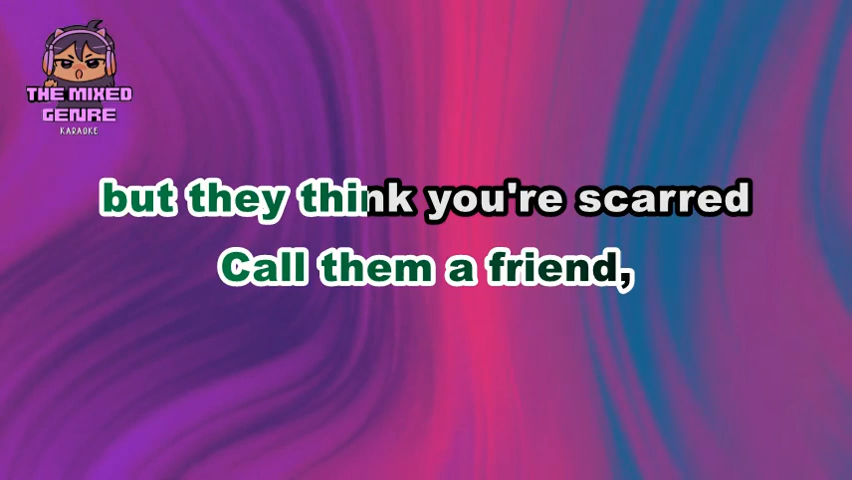 THE MIXED
GENRE
KARAOKE
but they think you're scarred
Call them a friend,